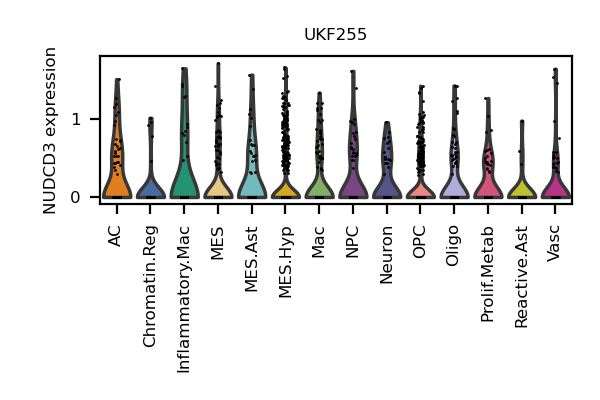 UKF255
NUDCD3 expression
1
0
AC
Chromatin.Reg
Inflammatory.Mac
MES
MES.Ast
MES.Hyp
Mac
NPC
Neuron
OPC
Oligo
Prolif.Metab
Reactive.Ast
Vasc